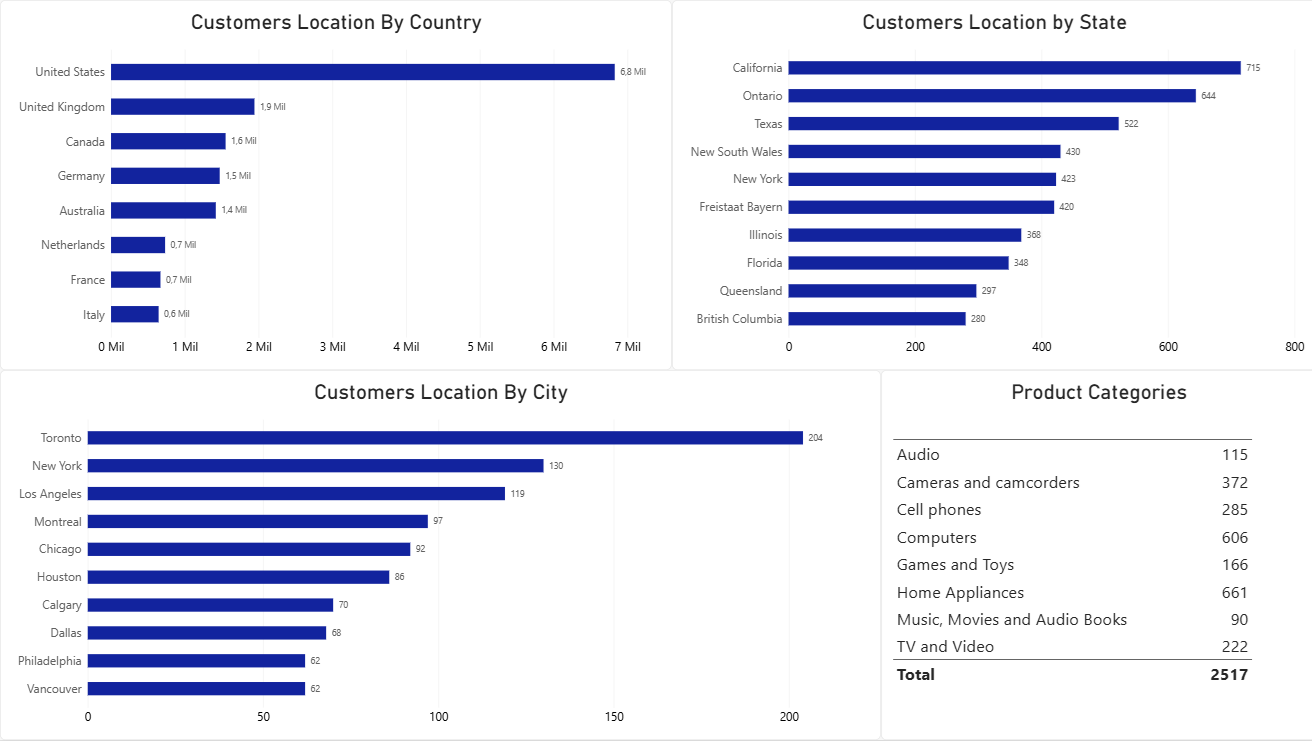 Customers Location By Country
United States 6,8 Mil
United Kingdom 1,9 Mil
Canada 1,6 Mil
Germany 1,5 Mil
Australia 1,4 Mil
Netherlands 0,7 Mil
France 0,7 Mil
Italy 0,6 Mil
0 Mil 1 Mil 2 Mil 3 Mil 4 Mil 5 Mil 6 Mil 7 Mil
Customers Location by State
California 715
Ontario 644
Texas 522
New South Wales 430
New York 423
Freistaat Bayern 420
Illinois 368
Florida 348
Queensland 297
British Columbia 280
0 200 400 600 800
Customers Location By City
Toronto 204
New York 130
Los Angeles 119
Montreal 97
Chicago 92
Houston 86
Calgary 70
Dallas 68
Philadelphia 62
Vancouver 62
0 50 100 150 200
Product Categories
Audio 115
Cameras and camcorders 372
Cell phones 285
Computers 606
Games and Toys 166
Home Appliances 661
Music, Movies and Audio Books 90
TV and Video 222
Total 2517